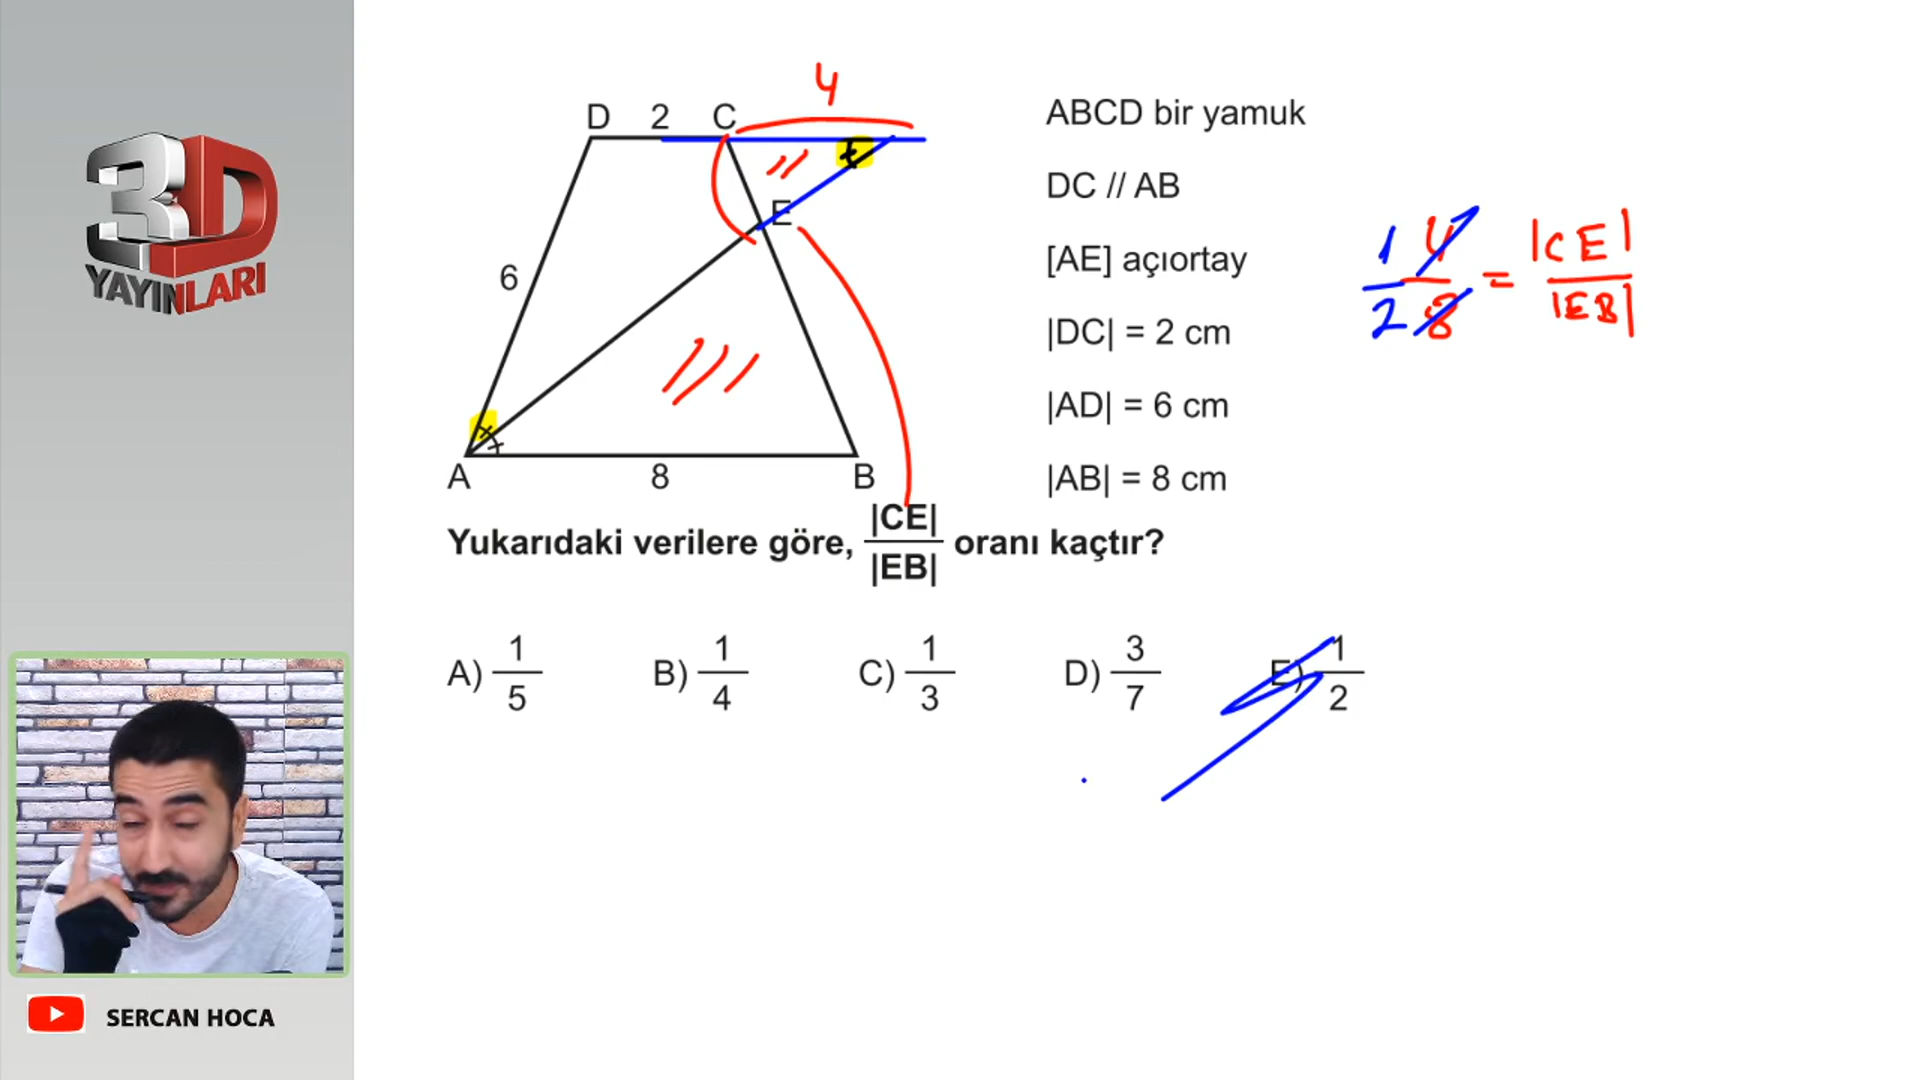 3D
YAYINLARI
4
D 2 C
E
6
A 8 B
ABCD bir yamuk
DC // AB
[AE] açıortay
|DC| = 2 cm
|AD| = 6 cm
|AB| = 8 cm
1 4 = |CE|
2 8 |EB|
Yukarıdaki verilere göre, |CE| / |EB| oranı kaçtır?
A) 1/5 B) 1/4 C) 1/3 D) 3/7 E) 1/2
SERCAN HOCA